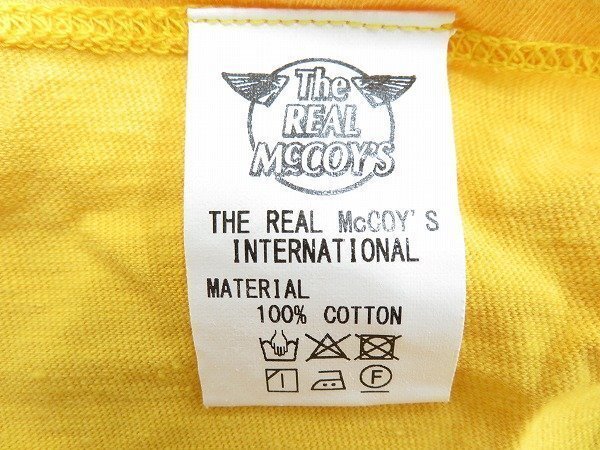 The
REAL
McCOY'S
THE REAL McCOY'S
INTERNATIONAL
MATERIAL
100% COTTON
F